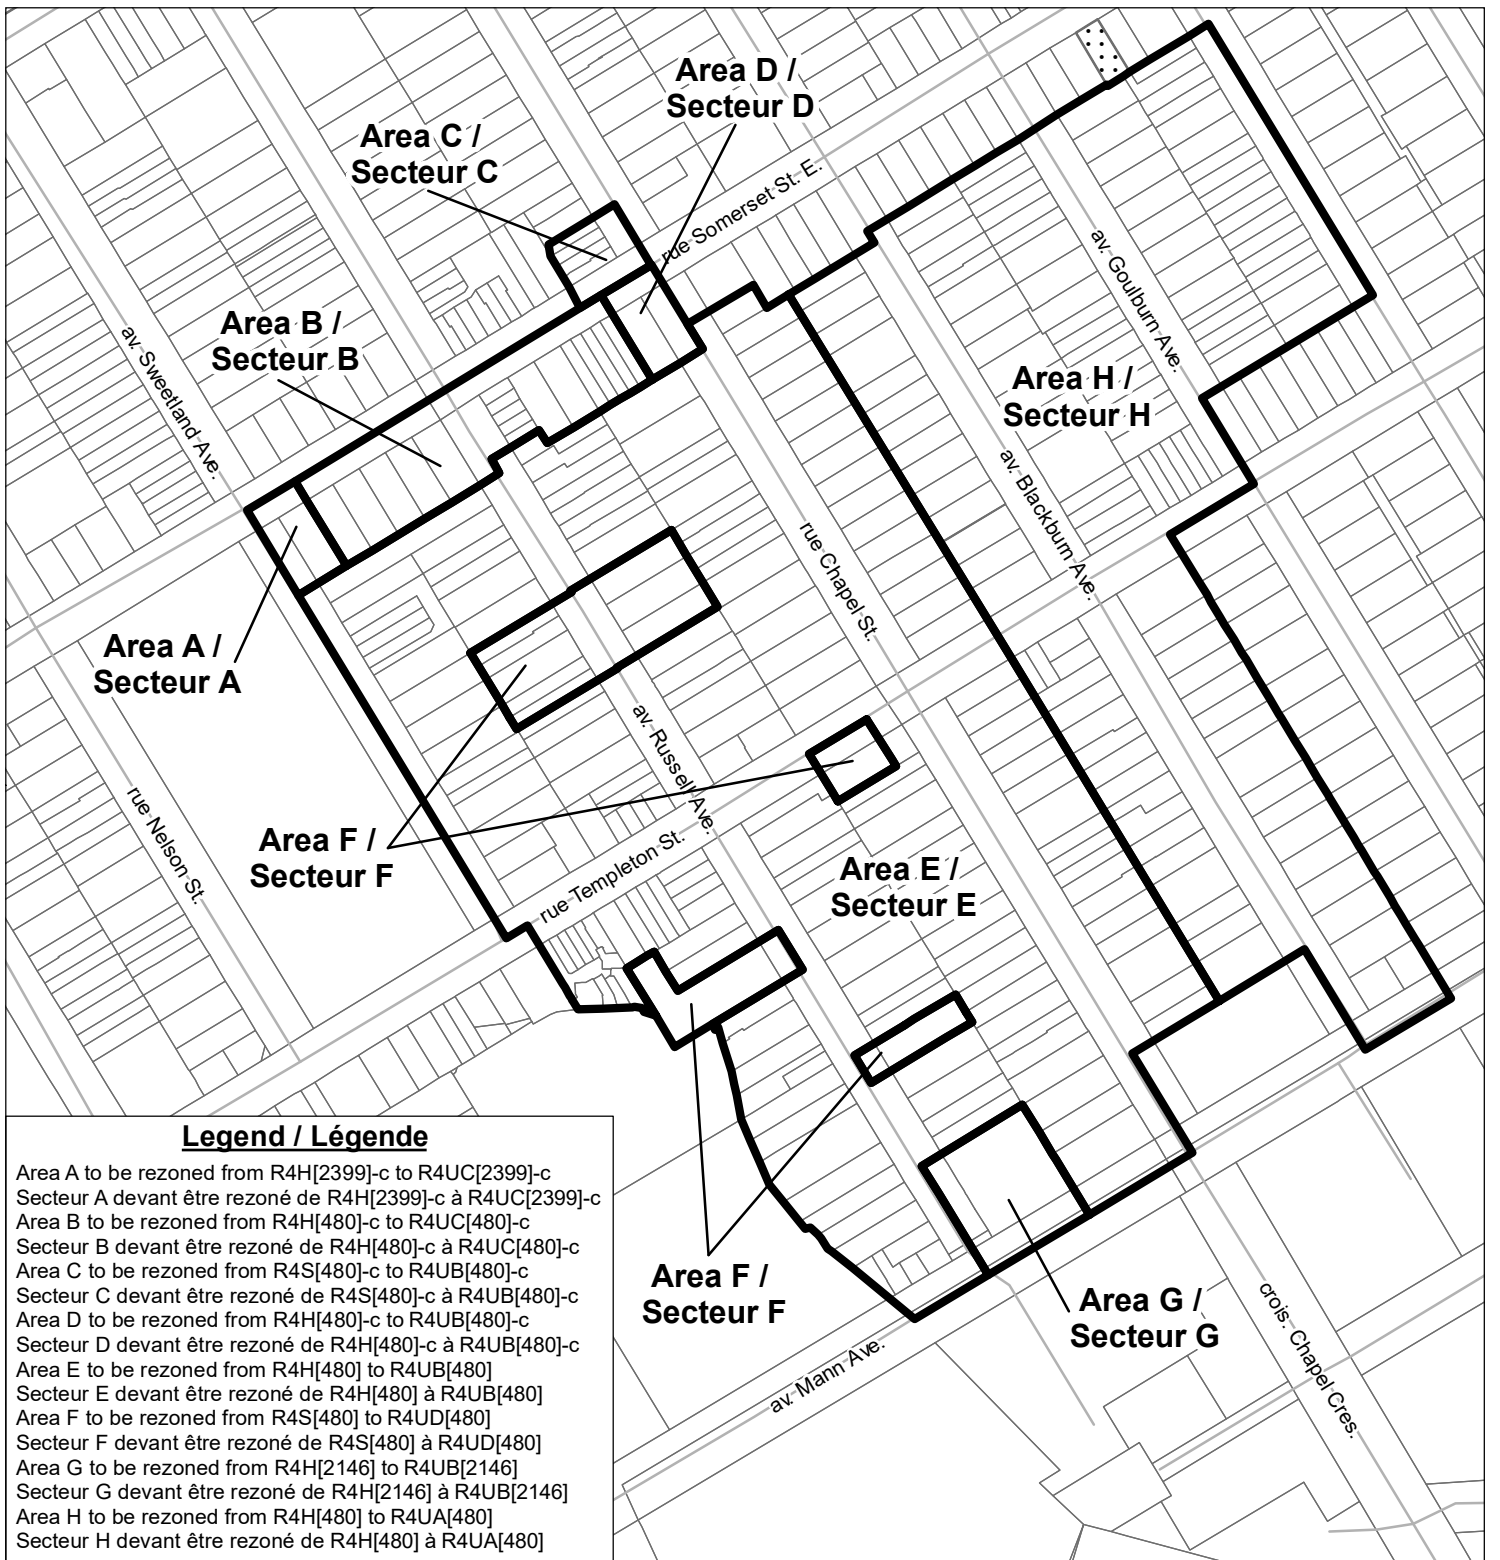 Area D /
Secteur D
Area C /
Secteur C
rue Somerset St. E.
av. Goulburn Ave.
Area B /
Secteur B
av. Sweetland Ave.
Area H /
Secteur H
av. Blackburn Ave.
rue Chapel St.
Area A /
Secteur A
av. Russell Ave.
rue Nelson St.
Area F /
Secteur F
rue Templeton St.
Area E /
Secteur E
Area F /
Secteur F
Area G /
Secteur G
crois. Chapel Cres.
av. Mann Ave.
Legend / Légende
Area A to be rezoned from R4H[2399]-c to R4UC[2399]-c
Secteur A devant être rezoné de R4H[2399]-c à R4UC[2399]-c
Area B to be rezoned from R4H[480]-c to R4UC[480]-c
Secteur B devant être rezoné de R4H[480]-c à R4UC[480]-c
Area C to be rezoned from R4S[480]-c to R4UB[480]-c
Secteur C devant être rezoné de R4S[480]-c à R4UB[480]-c
Area D to be rezoned from R4H[480]-c to R4UB[480]-c
Secteur D devant être rezoné de R4H[480]-c à R4UB[480]-c
Area E to be rezoned from R4H[480] to R4UB[480]
Secteur E devant être rezoné de R4H[480] à R4UB[480]
Area F to be rezoned from R4S[480] to R4UD[480]
Secteur F devant être rezoné de R4S[480] à R4UD[480]
Area G to be rezoned from R4H[2146] to R4UB[2146]
Secteur G devant être rezoné de R4H[2146] à R4UB[2146]
Area H to be rezoned from R4H[480] to R4UA[480]
Secteur H devant être rezoné de R4H[480] à R4UA[480]